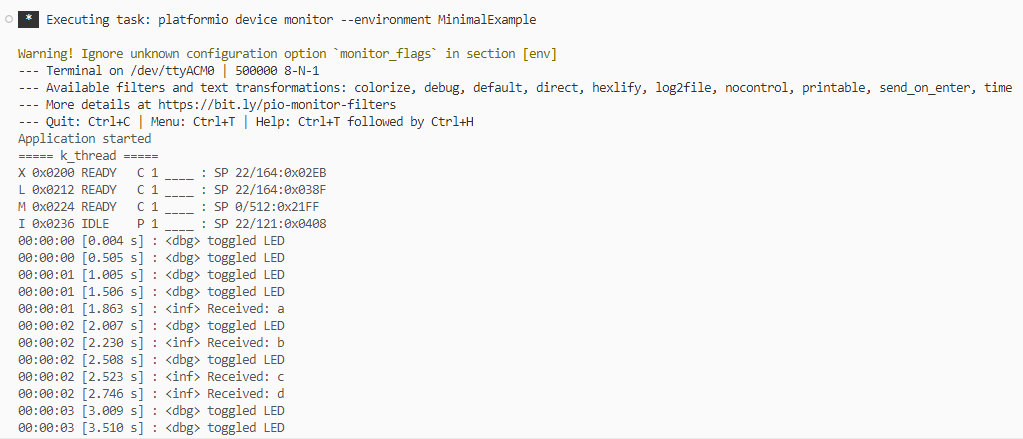 * Executing task: platformio device monitor --environment MinimalExample
Warning! Ignore unknown configuration option `monitor_flags` in section [env]
--- Terminal on /dev/ttyACM0 | 500000 8-N-1
--- Available filters and text transformations: colorize, debug, default, direct, hexlify, log2file, nocontrol, printable, send_on_enter, time
--- More details at https://bit.ly/pio-monitor-filters
--- Quit: Ctrl+C | Menu: Ctrl+T | Help: Ctrl+T followed by Ctrl+H
Application started
===== k_thread =====
X 0x0200 READY   C 1 ____ : SP 22/164:0x02EB
L 0x0212 READY   C 1 ____ : SP 22/164:0x038F
M 0x0224 READY   C 1 ____ : SP 0/512:0x21FF
I 0x0236 IDLE    P 1 ____ : SP 22/121:0x0408
00:00:00 [0.004 s] : <dbg> toggled LED
00:00:00 [0.505 s] : <dbg> toggled LED
00:00:01 [1.005 s] : <dbg> toggled LED
00:00:01 [1.506 s] : <dbg> toggled LED
00:00:01 [1.863 s] : <inf> Received: a
00:00:02 [2.007 s] : <dbg> toggled LED
00:00:02 [2.230 s] : <inf> Received: b
00:00:02 [2.508 s] : <dbg> toggled LED
00:00:02 [2.523 s] : <inf> Received: c
00:00:02 [2.746 s] : <inf> Received: d
00:00:03 [3.009 s] : <dbg> toggled LED
00:00:03 [3.510 s] : <dbg> toggled LED